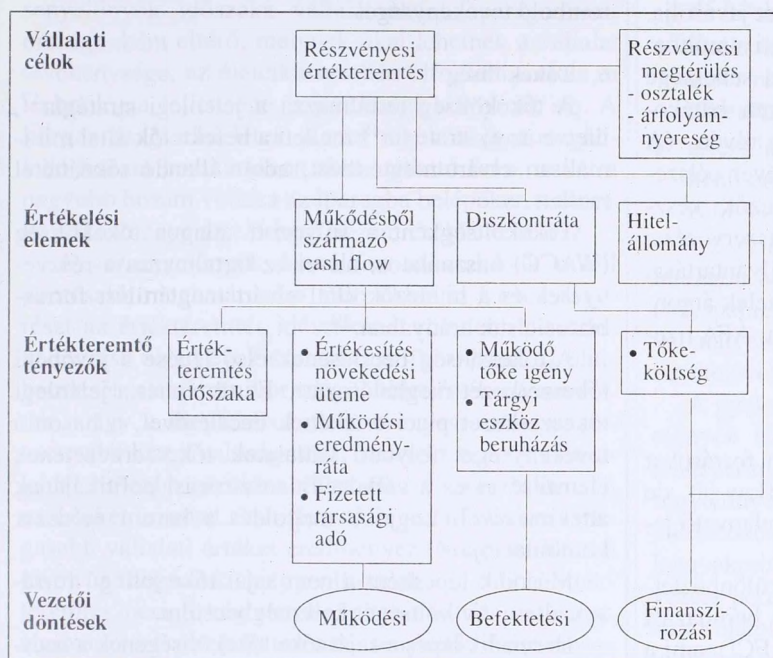 Vállalati
célok
Részvényesi
értékteremtés
Részvényesi
megtérülés
- osztalék
- árfolyam-
nyereség
Értékelési
elemek
Működésből
származó
cash flow
Diszkontráta
Hitel-
állomány
Értékteremtő
tényezők
Érték-
teremtés
időszaka
• Értékesítés
növekedési
üteme
• Működési
eredmény-
ráta
• Fizetett
társasági
adó
• Működő
tőke igény
• Tárgyi
eszköz
beruházás
• Tőke-
költség
Vezetői
döntések
Működési
Befektetési
Finanszí-
rozási